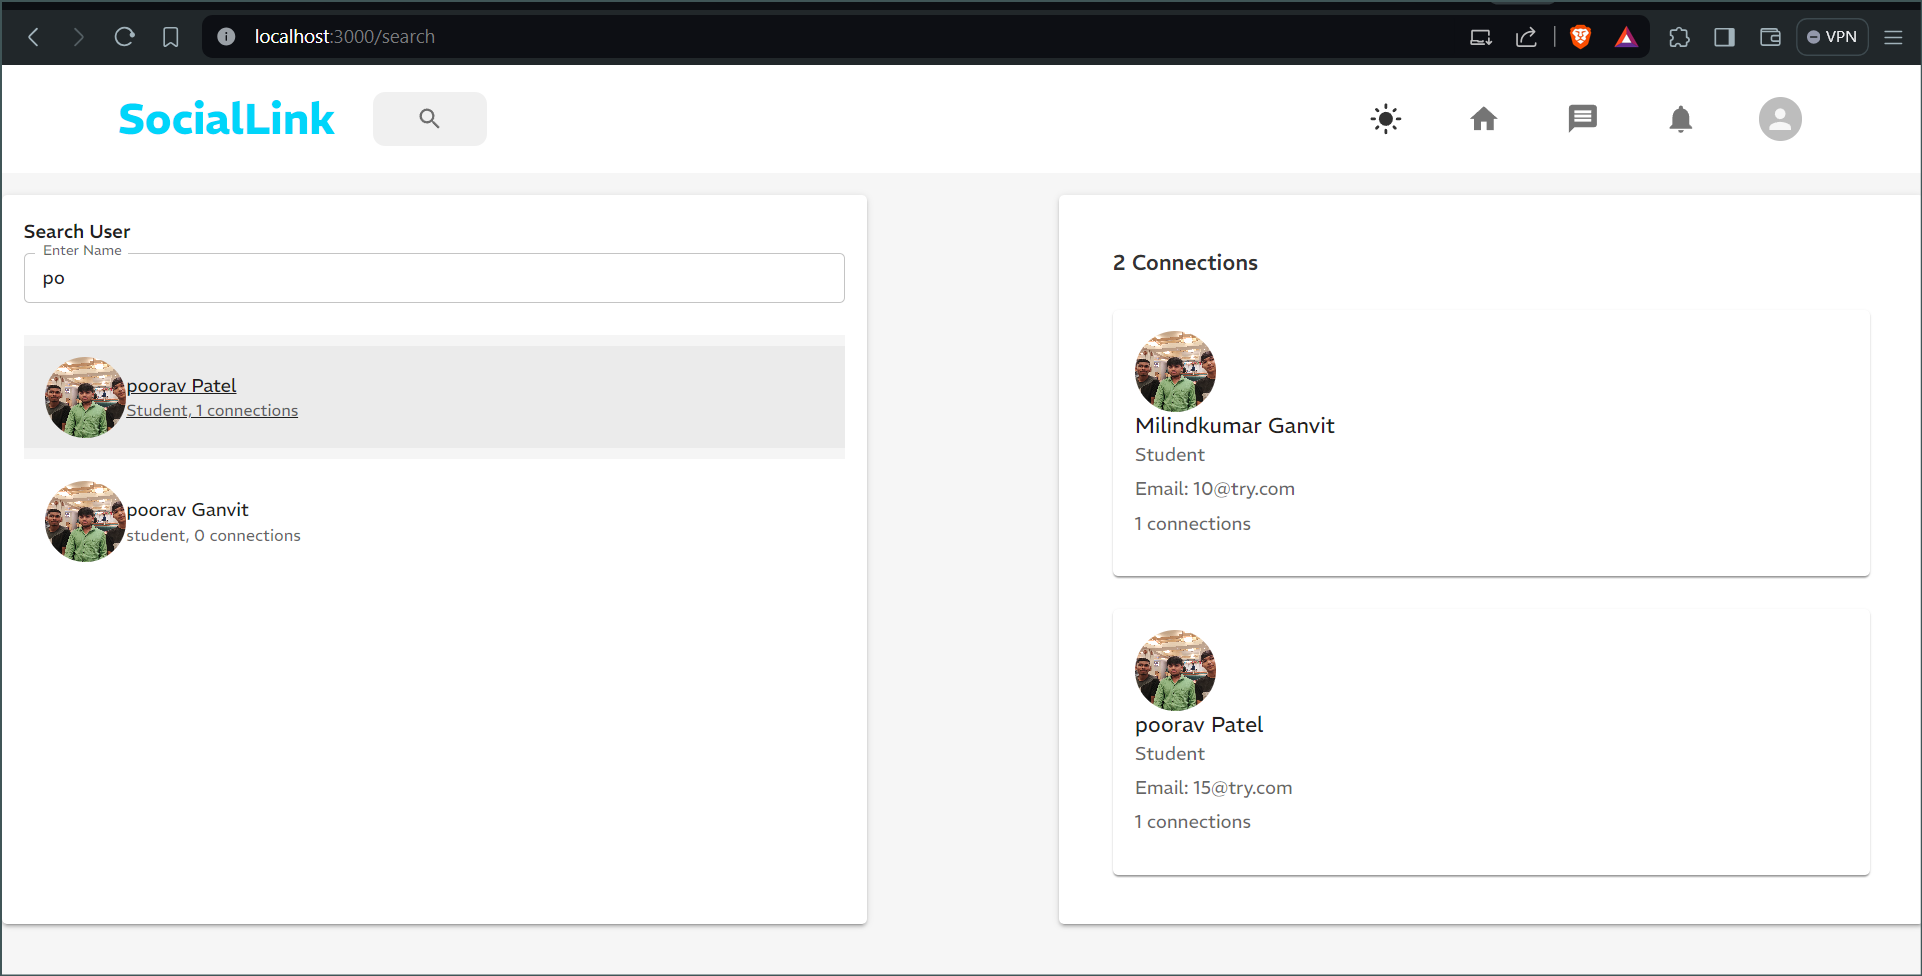 localhost:3000/search
VPN
SocialLink
Search User
Enter Name
po
poorav Patel
Student, 1 connections
poorav Ganvit
student, 0 connections
2 Connections
Milindkumar Ganvit
Student
Email: 10@try.com
1 connections
poorav Patel
Student
Email: 15@try.com
1 connections